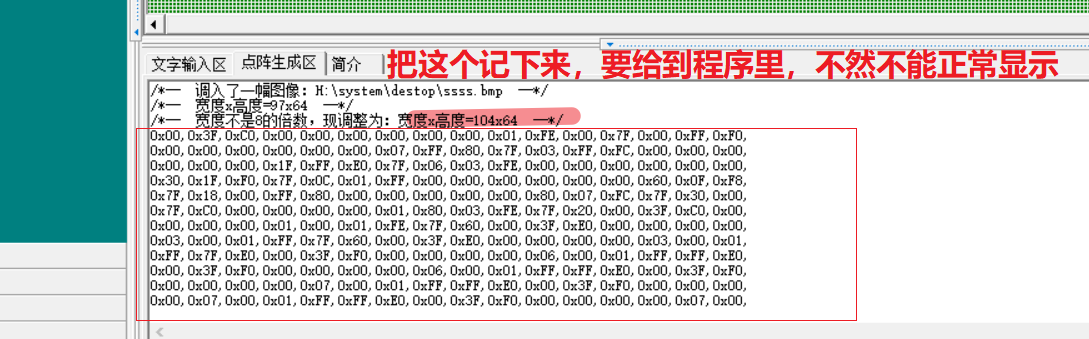 文字输入区 点阵生成区 简介 把这个记下来，要给到程序里，不然不能正常显示
/*—  调入了一幅图像：H:\system\destop\ssss.bmp  —*/
/*—  宽度x高度=97x64  —*/
/*—  宽度不是8的倍数，现调整为：宽度x高度=104x64  —*/
0x00,0x3F,0xC0,0x00,0x00,0x00,0x00,0x00,0x00,0x01,0xFE,0x00,0x7F,0x00,0xFF,0xF0,
0x00,0x00,0x00,0x00,0x00,0x07,0xFF,0x80,0x7F,0x03,0xFF,0xFC,0x00,0x00,0x00,
0x00,0x00,0x00,0x1F,0xFF,0xE0,0x7F,0x06,0x03,0xFE,0x00,0x00,0x00,0x00,0x00,
0x30,0x1F,0xF0,0x7F,0x0C,0x01,0xFF,0x00,0x00,0x00,0x00,0x00,0x00,0x60,0x0F,0xF8,
0x7F,0x18,0x00,0xFF,0x80,0x00,0x00,0x00,0x00,0x00,0x80,0x07,0xFC,0x7F,0x30,0x00,
0x7F,0xC0,0x00,0x00,0x00,0x00,0x01,0x80,0x03,0xFE,0x7F,0x20,0x00,0x3F,0xC0,0x00,
0x00,0x00,0x00,0x01,0x00,0x01,0xFE,0x7F,0x60,0x00,0x3F,0xE0,0x00,0x00,0x00,0x00,
0x03,0x00,0x01,0xFF,0x7F,0x60,0x00,0x3F,0xE0,0x00,0x00,0x00,0x00,0x03,0x00,0x01,
0xFF,0x7F,0xE0,0x00,0x3F,0xF0,0x00,0x00,0x00,0x00,0x06,0x00,0x01,0xFF,0xFF,0xE0,
0x00,0x3F,0xF0,0x00,0x00,0x00,0x00,0x06,0x00,0x01,0xFF,0xFF,0xE0,0x00,0x3F,0xF0,
0x00,0x00,0x00,0x00,0x07,0x00,0x01,0xFF,0xFF,0xE0,0x00,0x3F,0xF0,0x00,0x00,0x00,
0x00,0x07,0x00,0x01,0xFF,0xFF,0xE0,0x00,0x3F,0xF0,0x00,0x00,0x00,0x00,0x07,0x00,